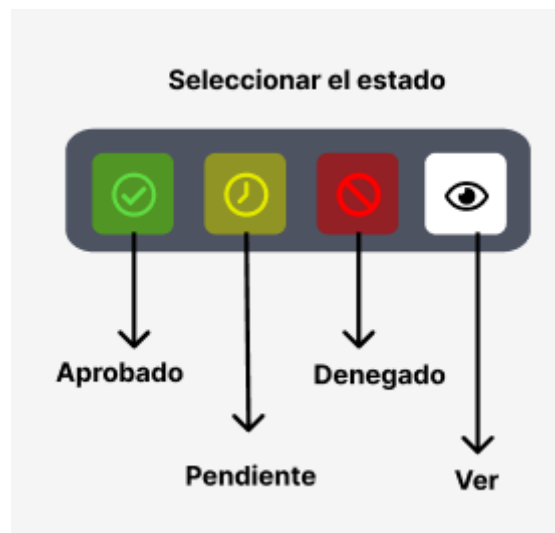 Seleccionar el estado
Aprobado
Denegado
Pendiente
Ver